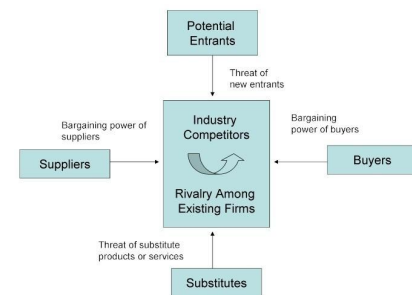 Potential
Entrants
Threat of
new entrants
Bargaining power of
suppliers
Industry
Competitors
Bargaining
power of buyers
Suppliers
Buyers
Rivalry Among
Existing Firms
Threat of substitute
products or services
Substitutes